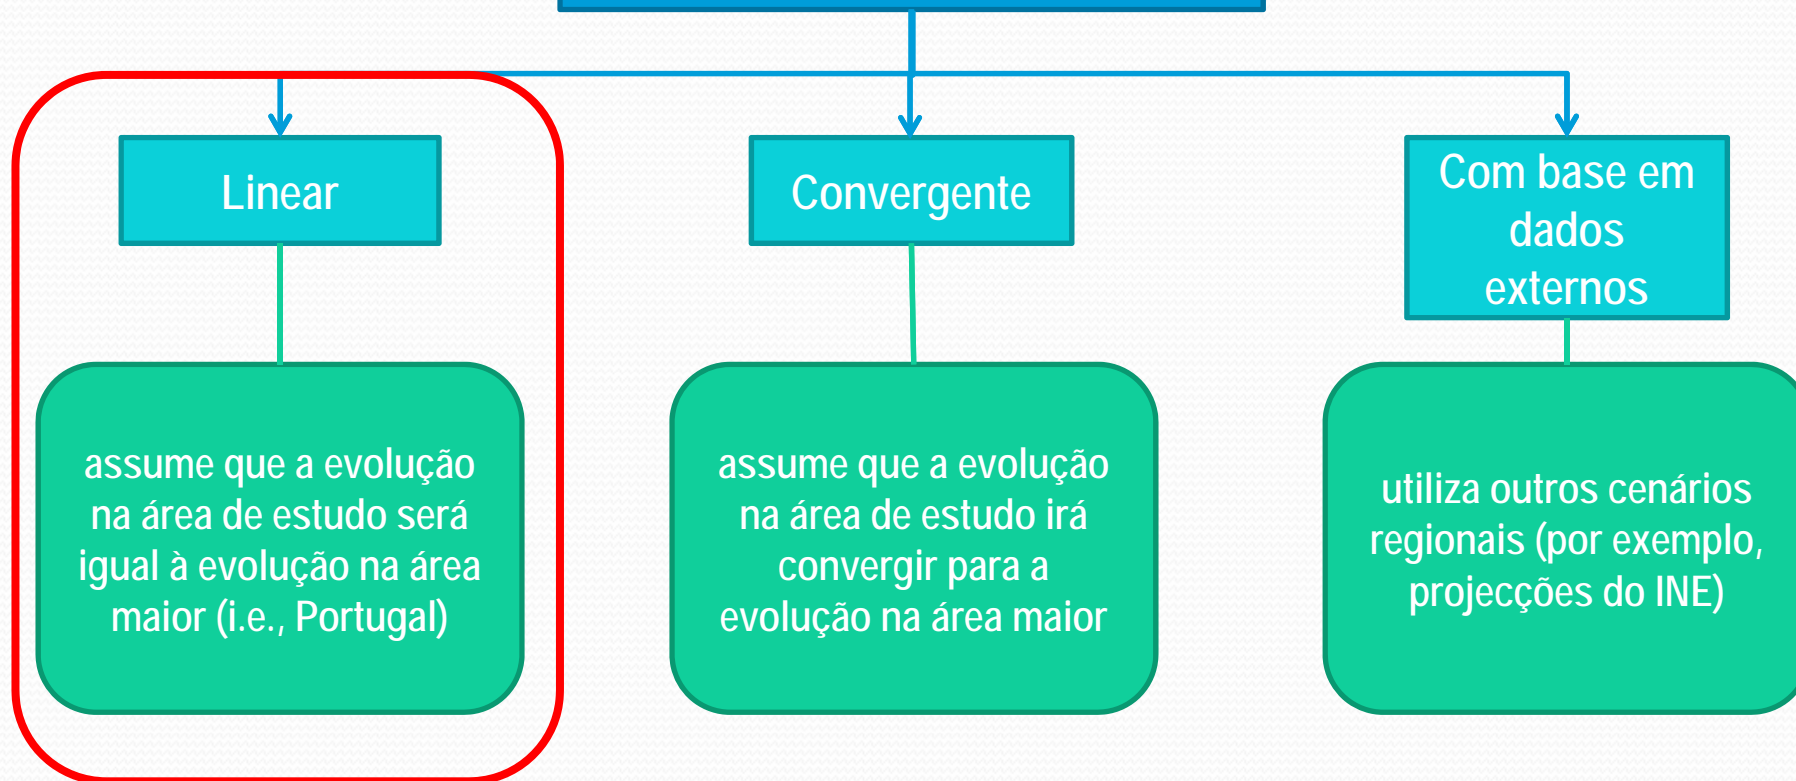 Linear
Convergente
Com base em
dados
externos
assume que a evolução
na área de estudo será
igual à evolução na área
maior (i.e., Portugal)
assume que a evolução
na área de estudo irá
convergir para a
evolução na área maior
utiliza outros cenários
regionais (por exemplo,
projecções do INE)